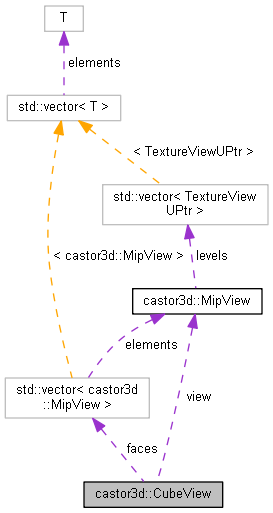 T
elements
std::vector< T >
< TextureViewUPtr >
std::vector< TextureView
UPtr >
< castor3d::MipView >
levels
castor3d::MipView
elements
std::vector< castor3d
::MipView >
view
faces
castor3d::CubeView